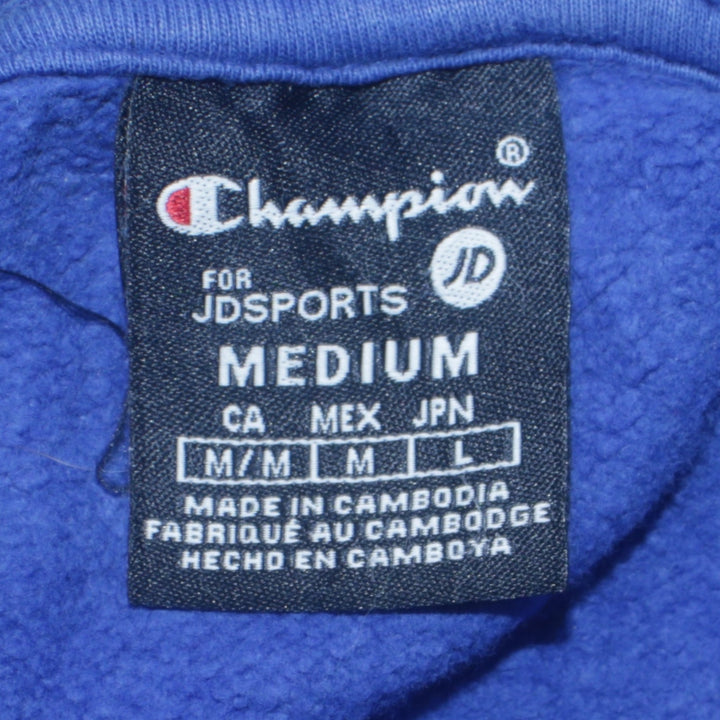 Champion®
FOR JD
JDSPORTS
MEDIUM
CA MEX JPN
M/M M L
MADE IN CAMBODIA
FABRIQUÉ AU CAMBODGE
HECHO EN CAMBOYA